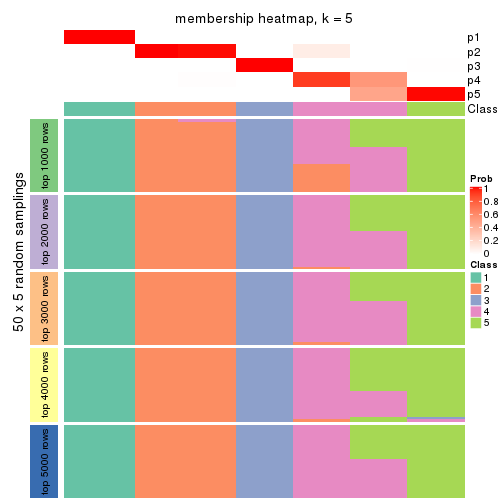 membership heatmap, k = 5
p1
p2
p3
p4
p5
Class
50 x 5 random samplings
top 1000 rows
top 2000 rows
top 3000 rows
top 4000 rows
top 5000 rows
Prob
1
0.8
0.6
0.4
0.2
0
Class
1
2
3
4
5